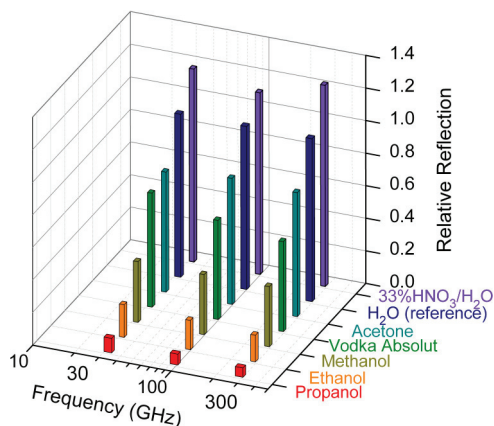 1.4
1.2
1.0
0.8
0.6
0.4
0.2
0.0
Relative Reflection
33%HNO₃/H₂O
H₂O (reference)
Acetone
Vodka Absolut
Methanol
Ethanol
Propanol
10
30
100
300
Frequency (GHz)